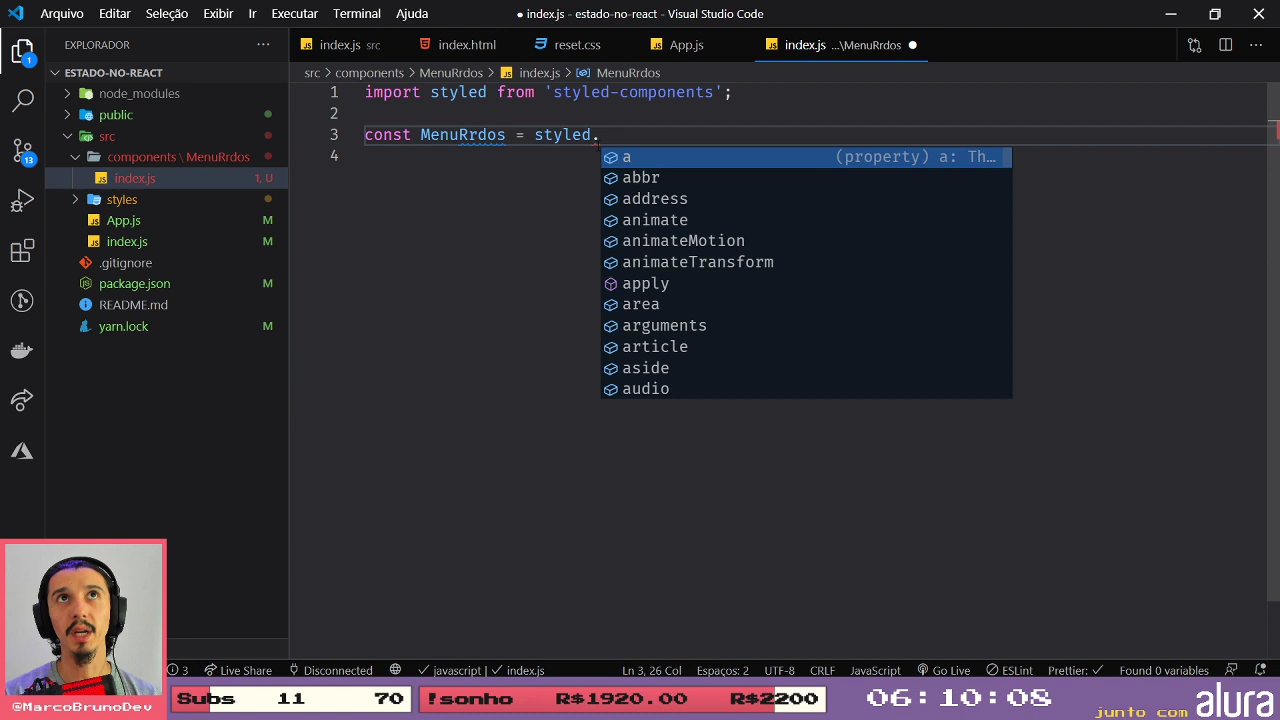 Arquivo Editar Seleção Exibir Ir Executar Terminal Ajuda ● index.js - estado-no-react - Visual Studio Code
EXPLORADOR ··· index.js src index.html reset.css App.js index.js ...\MenuRrdos
ESTADO-NO-REACT
src > components > MenuRrdos > index.js > MenuRrdos
node_modules
public
src
components \ MenuRrdos
index.js 1, U
styles
App.js M
index.js M
.gitignore
package.json M
README.md
yarn.lock M
1 import styled from 'styled-components';
2
3 const MenuRrdos = styled.
4
a (property) a: Th…
abbr
address
animate
animateMotion
animateTransform
apply
area
arguments
article
aside
audio
1
13
3 Live Share Disconnected javascript | index.js Ln 3, Col 26 Espaços: 2 UTF-8 CRLF JavaScript Go Live ESLint Prettier: Found 0 variables
@MarcoBrunoDev
Subs 11 70 !sonho R$1920.00 R$2200 06:10:08 junto com alura